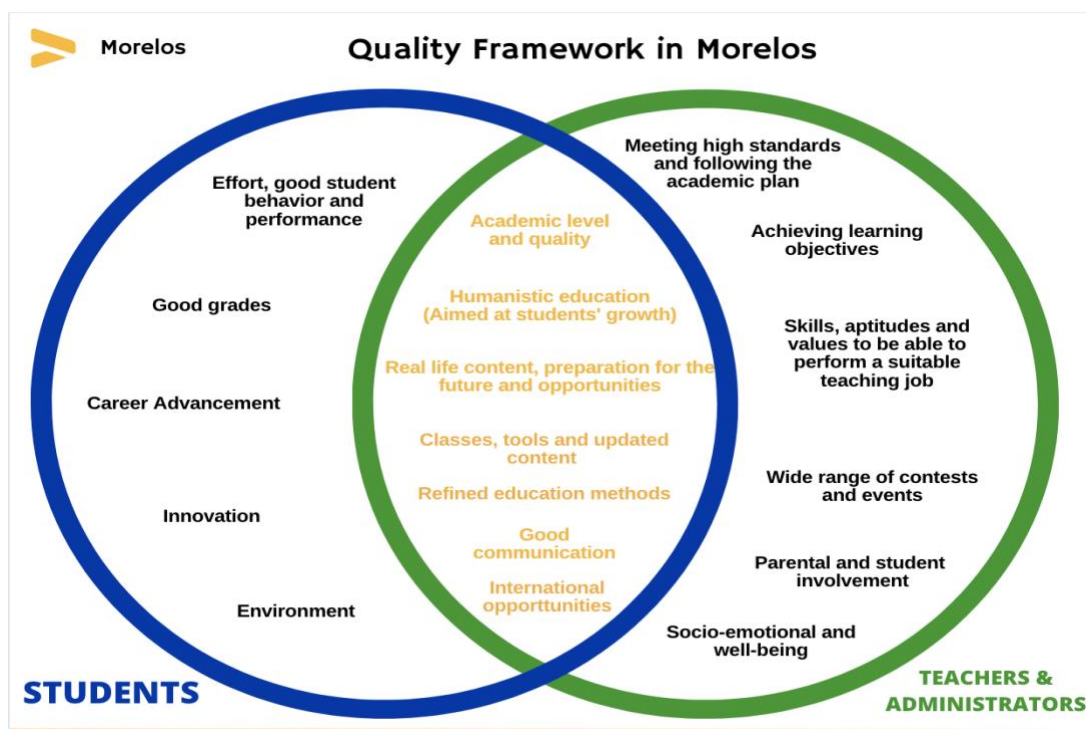 Morelos
Quality Framework in Morelos
Effort, good student
behavior and
performance
Good grades
Career Advancement
Innovation
Environment
STUDENTS
Academic level
and quality
Humanistic education
(Aimed at students' growth)
Real life content, preparation for the
future and opportunities
Classes, tools and updated
content
Refined education methods
Good
communication
International
opporttunities
Meeting high standards
and following the
academic plan
Achieving learning
objectives
Skills, aptitudes and
values to be able to
perform a suitable
teaching job
Wide range of contests
and events
Parental and student
involvement
Socio-emotional and
well-being
TEACHERS &
ADMINISTRATORS